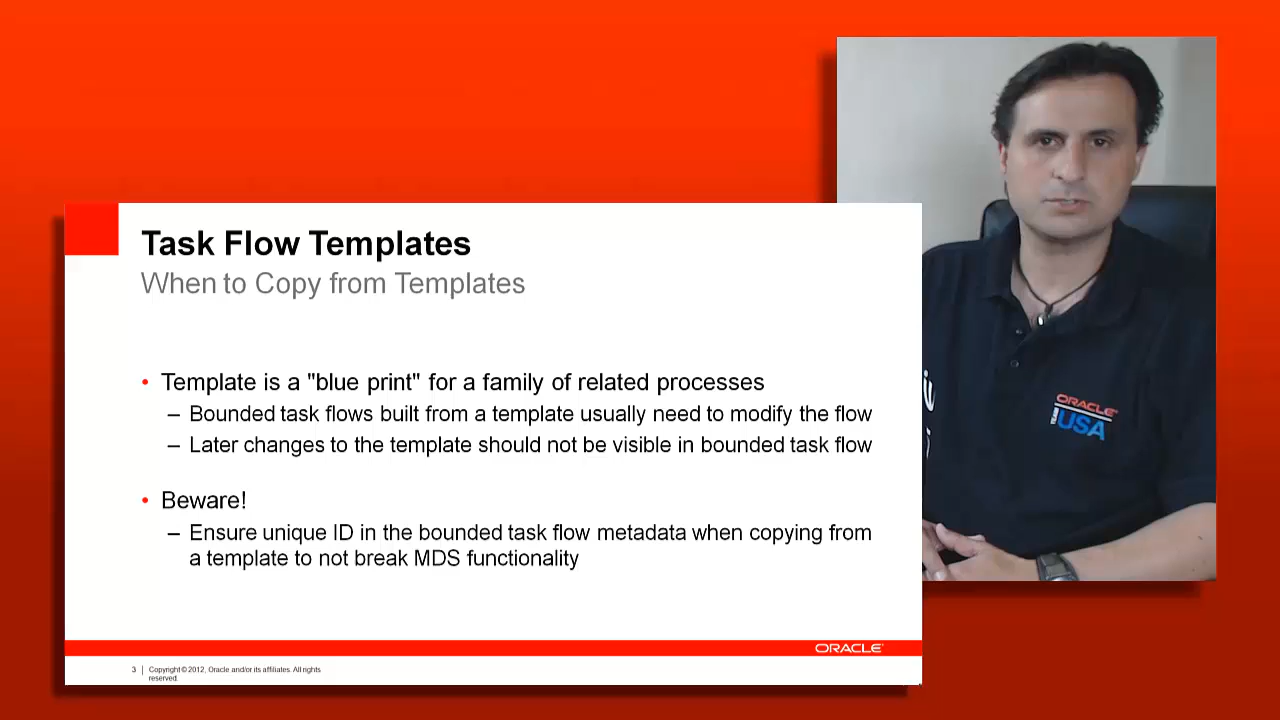 Task Flow Templates
When to Copy from Templates
• Template is a "blue print" for a family of related processes
– Bounded task flows built from a template usually need to modify the flow
– Later changes to the template should not be visible in bounded task flow
• Beware!
– Ensure unique ID in the bounded task flow metadata when copying from
a template to not break MDS functionality
ORACLE
3 | Copyright © 2012, Oracle and/or its affiliates. All rights
reserved.
ORACLE
USA